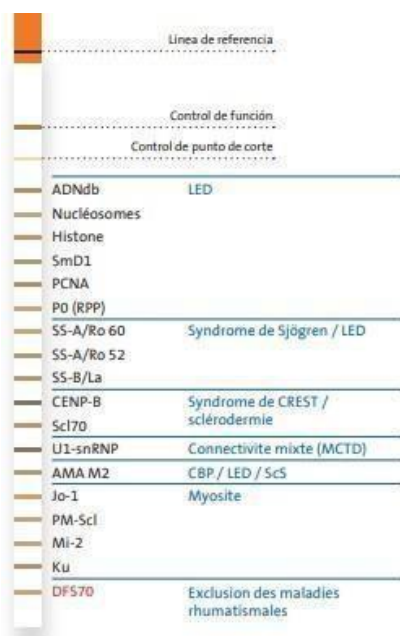 Linea de referencia
Control de función
Control de punto de corte
ADNdb LED
Nucléosomes
Histone
SmD1
PCNA
P0 (RPP)
SS-A/Ro 60 Syndrome de Sjögren / LED
SS-A/Ro 52
SS-B/La
CENP-B Syndrome de CREST /
Scl70 sclérodermie
U1-snRNP Connectivite mixte (MCTD)
AMA M2 CBP / LED / ScS
Jo-1 Myosite
PM-Scl
Mi-2
Ku
DFS70 Exclusion des maladies
rhumatismales